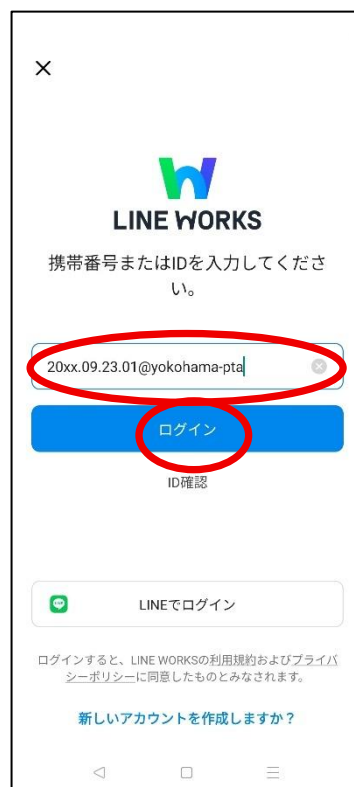 LINE WORKS
携帯番号またはIDを入力してくださ
い。
20xx.09.23.01@yokohama-pta
ログイン
ID確認
LINEでログイン
ログインすると、LINE WORKSの利用規約およびプライバ
シーポリシーに同意したものとみなされます。
新しいアカウントを作成しますか？